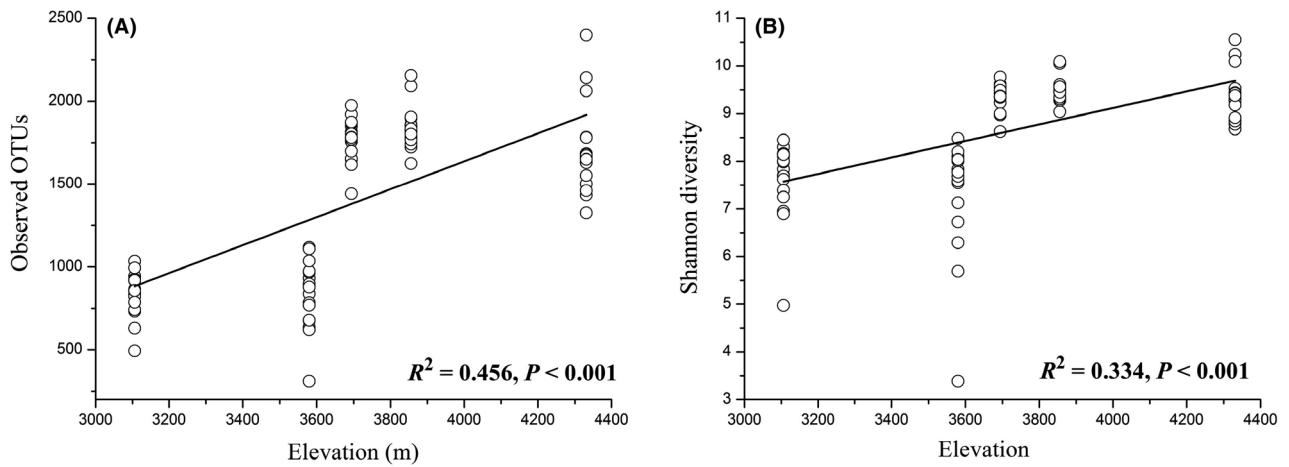 (A)
2500
2000
1500
1000
500
Observed OTUs
3000 3200 3400 3600 3800 4000 4200 4400
Elevation (m)
R² = 0.456, P < 0.001
(B)
11
10
9
8
7
6
5
4
3
Shannon diversity
3000 3200 3400 3600 3800 4000 4200 4400
Elevation
R² = 0.334, P < 0.001